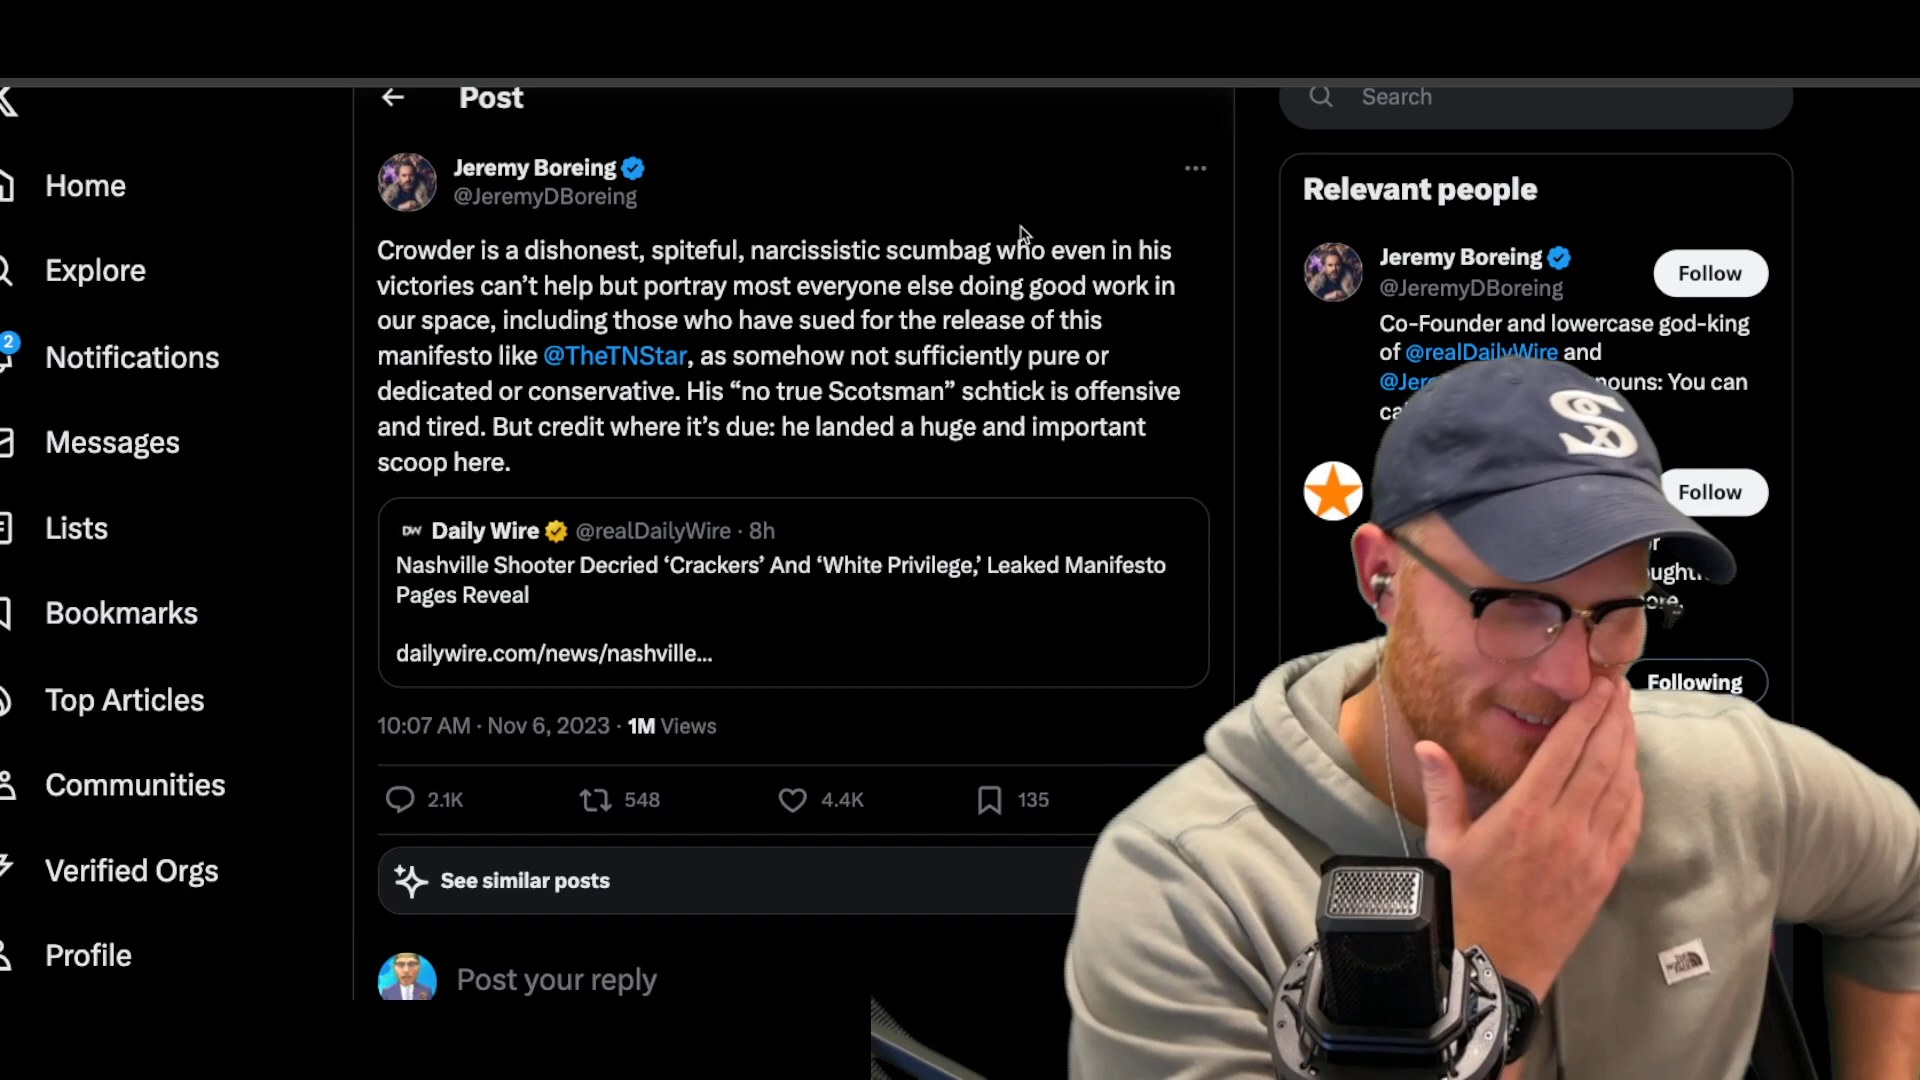 Post
Search
Home
Explore
2
Notifications
Messages
Lists
Bookmarks
Top Articles
Communities
Verified Orgs
Profile
Jeremy Boreing
@JeremyDBoreing
Crowder is a dishonest, spiteful, narcissistic scumbag who even in his
victories can’t help but portray most everyone else doing good work in
our space, including those who have sued for the release of this
manifesto like @TheTNStar, as somehow not sufficiently pure or
dedicated or conservative. His “no true Scotsman” schtick is offensive
and tired. But credit where it’s due: he landed a huge and important
scoop here.
DW Daily Wire @realDailyWire · 8h
Nashville Shooter Decried ‘Crackers’ And ‘White Privilege,’ Leaked Manifesto
Pages Reveal
dailywire.com/news/nashville...
10:07 AM · Nov 6, 2023 · 1M Views
2.1K 548 4.4K 135
See similar posts
Post your reply
Relevant people
Jeremy Boreing
@JeremyDBoreing
Follow
Co-Founder and lowercase god-king
of @realDailyWire and
You can
Follow
Following
THE NORTH FACE